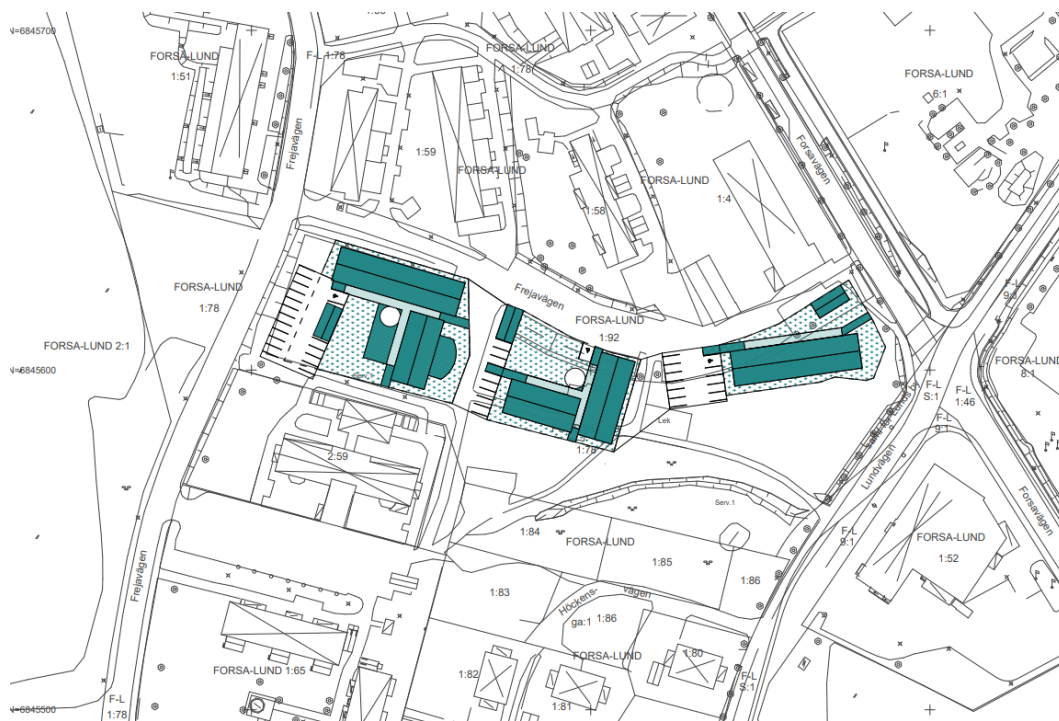 N=6845700
FORSA-LUND
1:51
F-L 1:78
FORSA-LUND
1:78
FORSA-LUND
6:1
Frejavägen
1:59
FORSA-LUND
1:58
FORSA-LUND
1:4
Forsavägen
FORSA-LUND
1:78
Frejavägen
FORSA-LUND
1:92
F-L
FORSA-LUND 2:1
N=6845600
FORSA-LUND
8:1
F-L
S:1
F-L
1:46
F-L
9:1
Lek
1:78
2:59
Lundvägen
Serv.1
Forsavägen
1:84
FORSA-LUND
F-L
9:1
FORSA-LUND
1:52
1:85
1:86
1:83
Höckens-
vägen
ga:1
1:86
Frejavägen
FORSA-LUND 1:65
1:82
FORSA-LUND
1:80
F-L
S:1
1:81
F-L
1:78
N=6845500